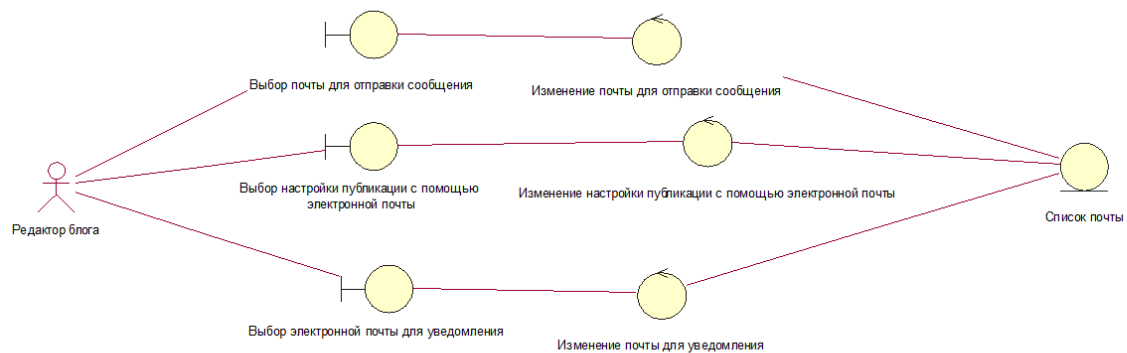 Выбор почты для отправки сообщения
Изменение почты для отправки сообщения
Выбор настройки публикации с помощью
электронной почты
Изменение настройки публикации с помощью электронной почты
Редактор блога
Список почты
Выбор электронной почты для уведомления
Изменение почты для уведомления